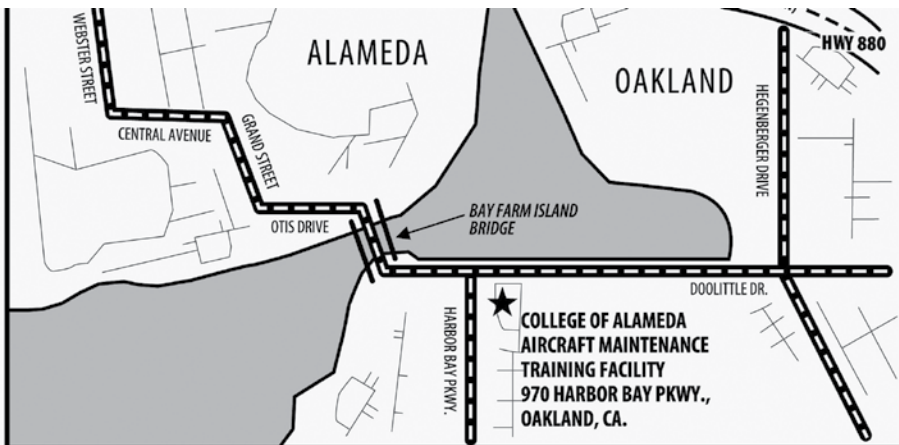 WEBSTER STREET
ALAMEDA
OAKLAND
HWY 880
CENTRAL AVENUE
GRAND STREET
HEGENBERGER DRIVE
OTIS DRIVE
BAY FARM ISLAND
BRIDGE
DOOLITTLE DR.
HARBOR BAY PKWY.
COLLEGE OF ALAMEDA
AIRCRAFT MAINTENANCE
TRAINING FACILITY
970 HARBOR BAY PKWY.,
OAKLAND, CA.